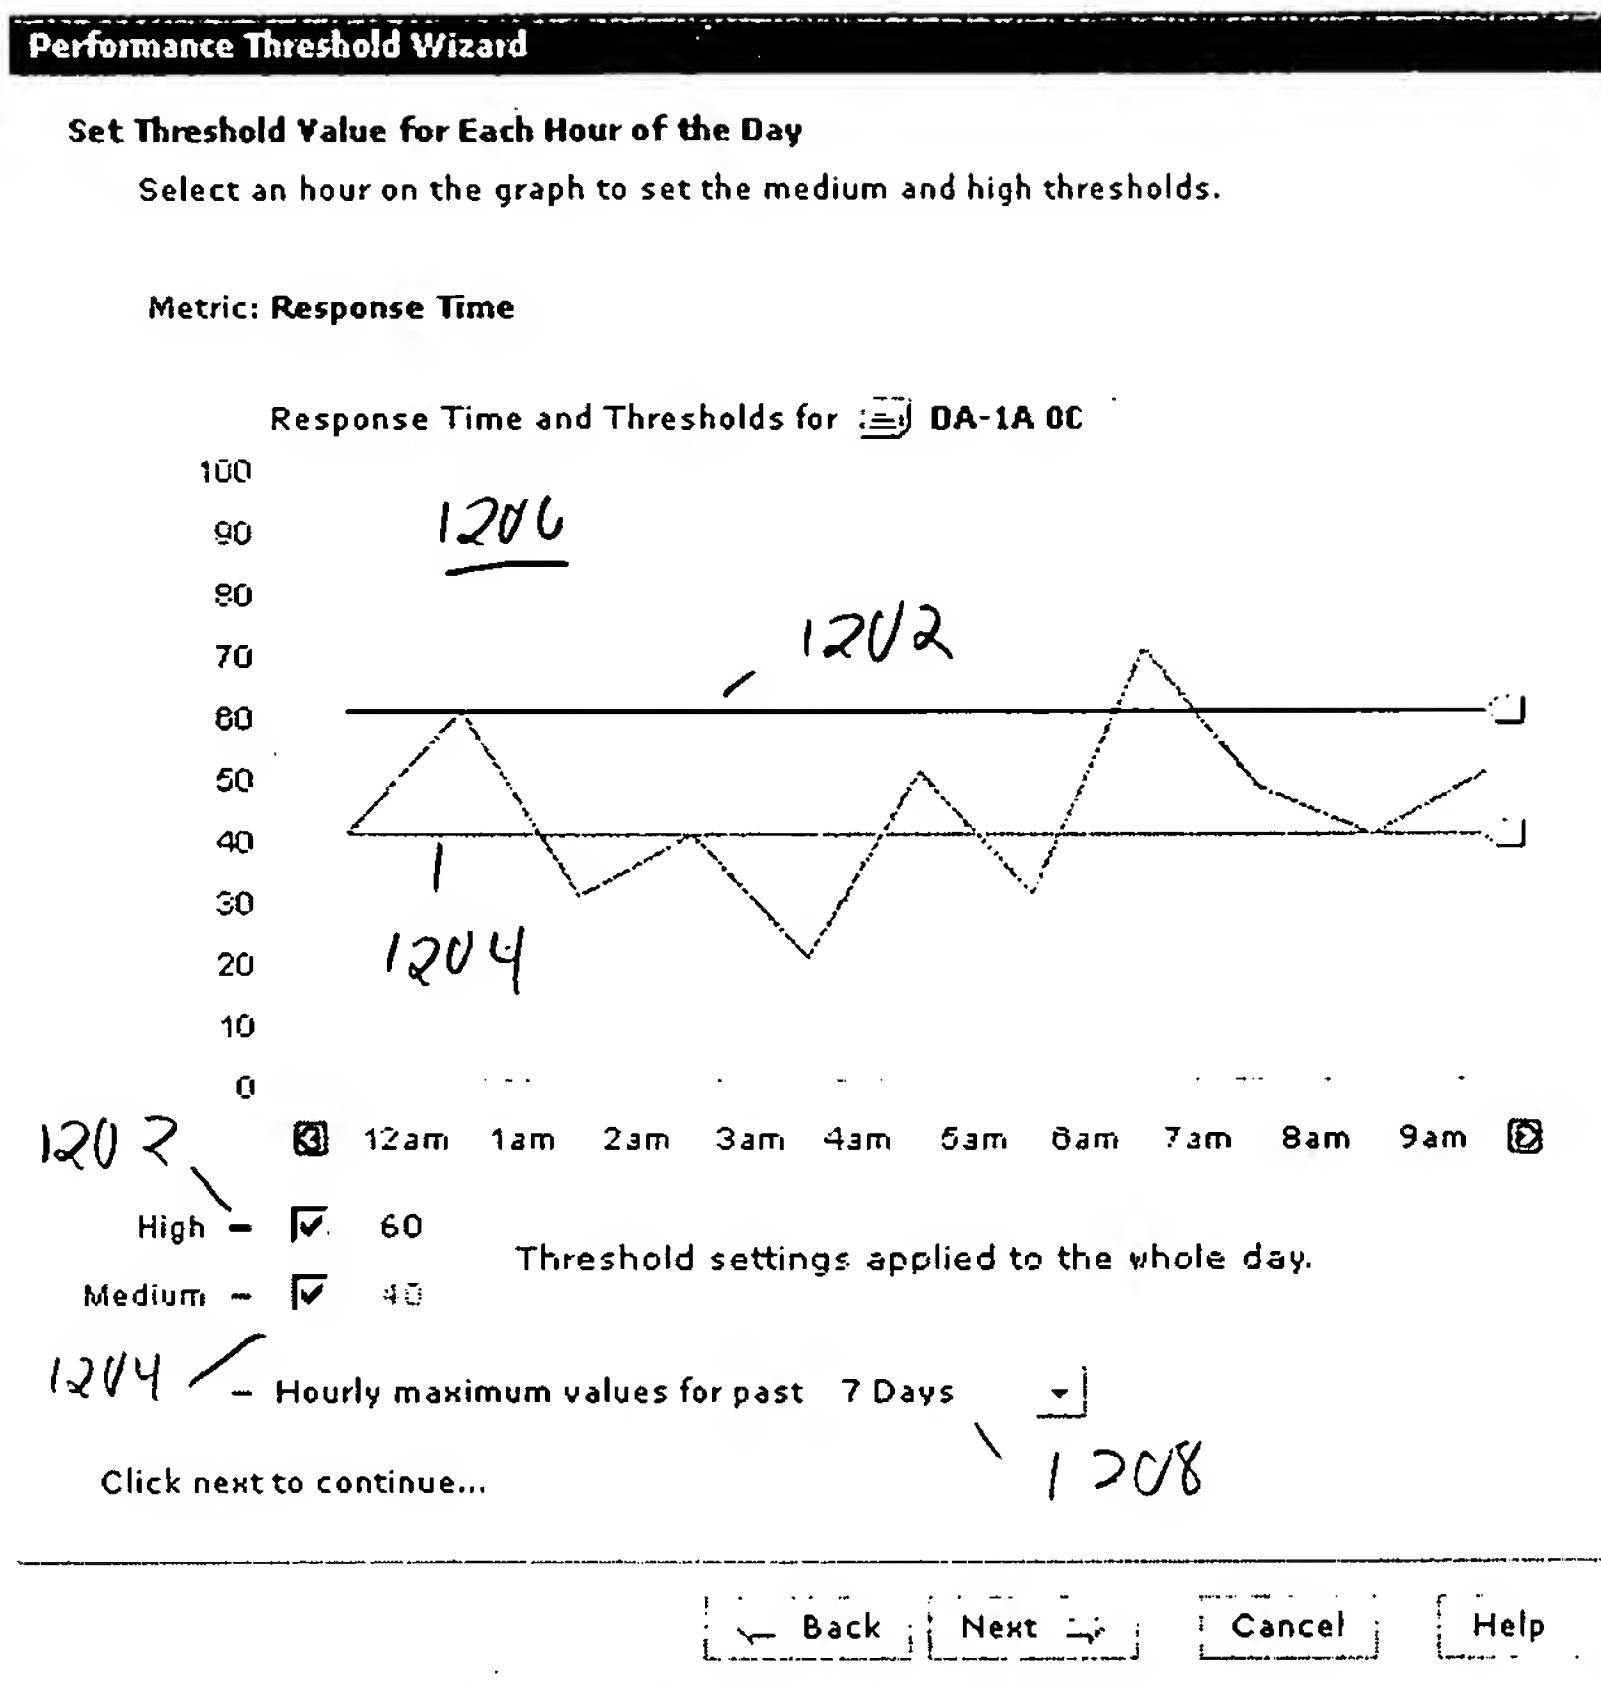 Performance Threshold Wizard
Set Threshold Value for Each Hour of the Day
Select an hour on the graph to set the medium and high thresholds.
Metric: Response Time
Response Time and Thresholds for DA-1A 0C
100
90
80
70
60
50
40
30
20
10
0
1206
1202
1204
12am 1am 2am 3am 4am 5am 6am 7am 8am 9am
1202
High - 60
Threshold settings applied to the whole day.
Medium - 40
1204
- Hourly maximum values for past 7 Days
1208
Click next to continue...
Back Next Cancel Help